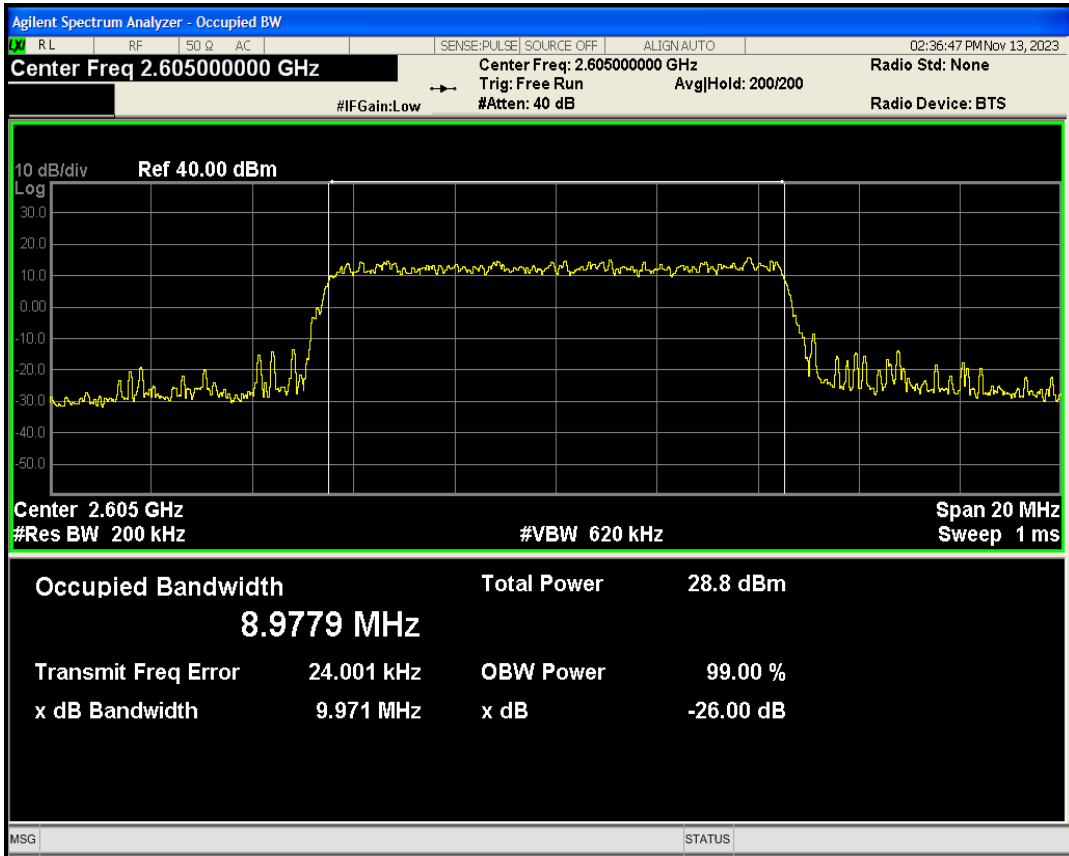 Agilent Spectrum Analyzer - Occupied BW
LXI RL RF 50 Ω AC SENSE:PULSE SOURCE OFF ALIGN AUTO 02:36:47 PM Nov 13, 2023
Center Freq 2.605000000 GHz Center Freq: 2.605000000 GHz Radio Std: None
Trig: Free Run Avg|Hold: 200/200
#IFGain:Low #Atten: 40 dB Radio Device: BTS
10 dB/div Ref 40.00 dBm
Log
30.0
20.0
10.0
0.00
-10.0
-20.0
-30.0
-40.0
-50.0
Center 2.605 GHz Span 20 MHz
#Res BW 200 kHz #VBW 620 kHz Sweep 1 ms
Occupied Bandwidth Total Power 28.8 dBm
8.9779 MHz
Transmit Freq Error 24.001 kHz OBW Power 99.00 %
x dB Bandwidth 9.971 MHz x dB -26.00 dB
MSG STATUS